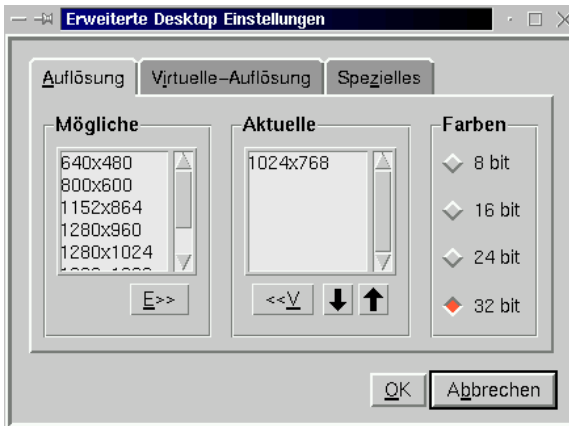 Erweiterte Desktop Einstellungen
Auflösung
Virtuelle-Auflösung
Spezielles
Mögliche
640x480
800x600
1152x864
1280x960
1280x1024
E>>
Aktuelle
1024x768
<<V
Farben
8 bit
16 bit
24 bit
32 bit
OK
Abbrechen